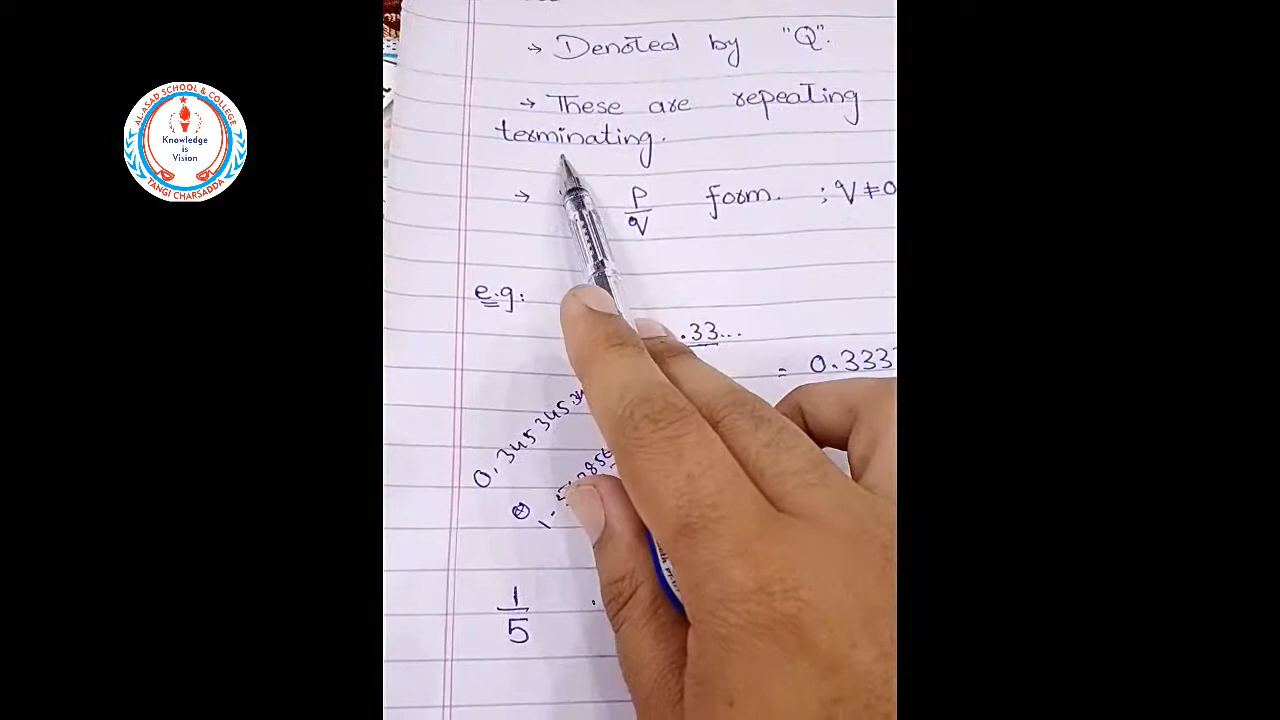 AL-ASAD SCHOOL & COLLEGE
Knowledge
is
Vision
TANGI CHARSADDA
→ Denoted by "Q".
→ These are repeating
terminating.
→ p/q form. ; q ≠ 0
e.g:
.33...
= 0.333
0.345345.34
1/5